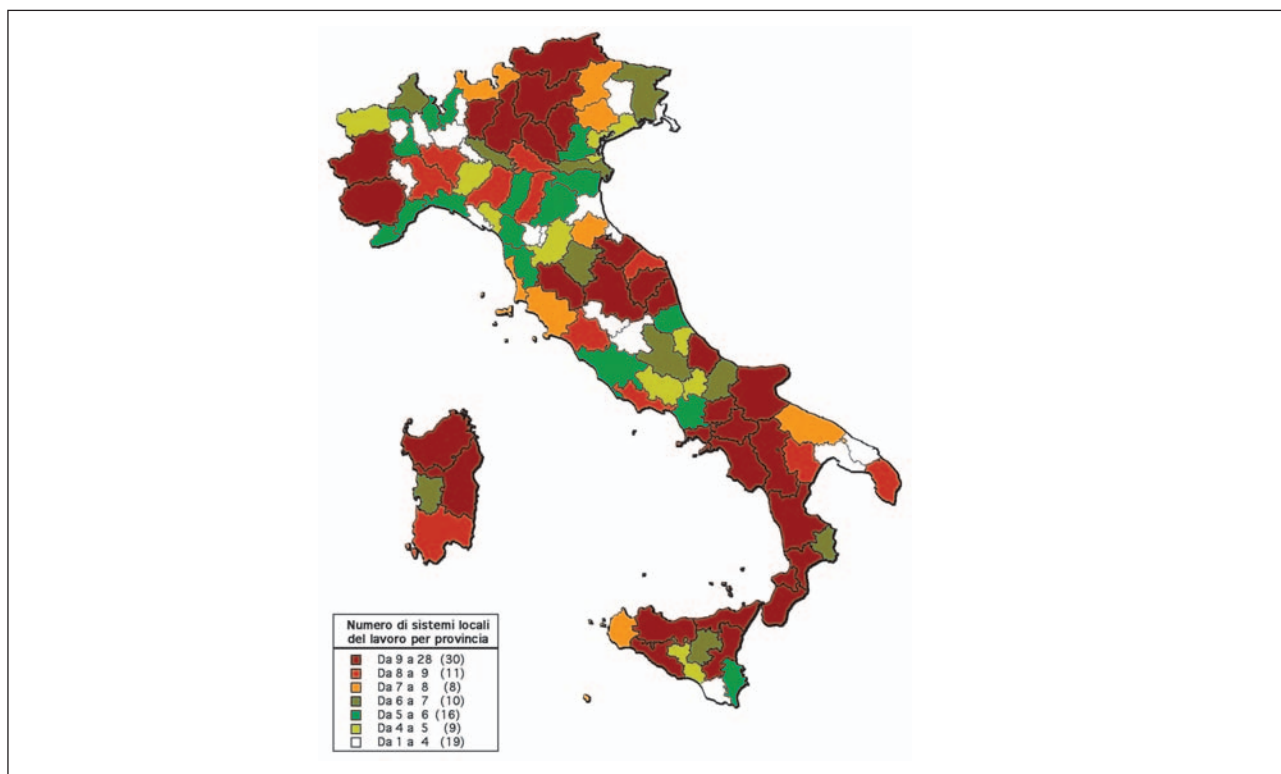 Numero di sistemi locali
del lavoro per provincia
Da 9 a 28 (30)
Da 8 a 9 (11)
Da 7 a 8 (8)
Da 6 a 7 (10)
Da 5 a 6 (16)
Da 4 a 5 (9)
Da 1 a 4 (19)